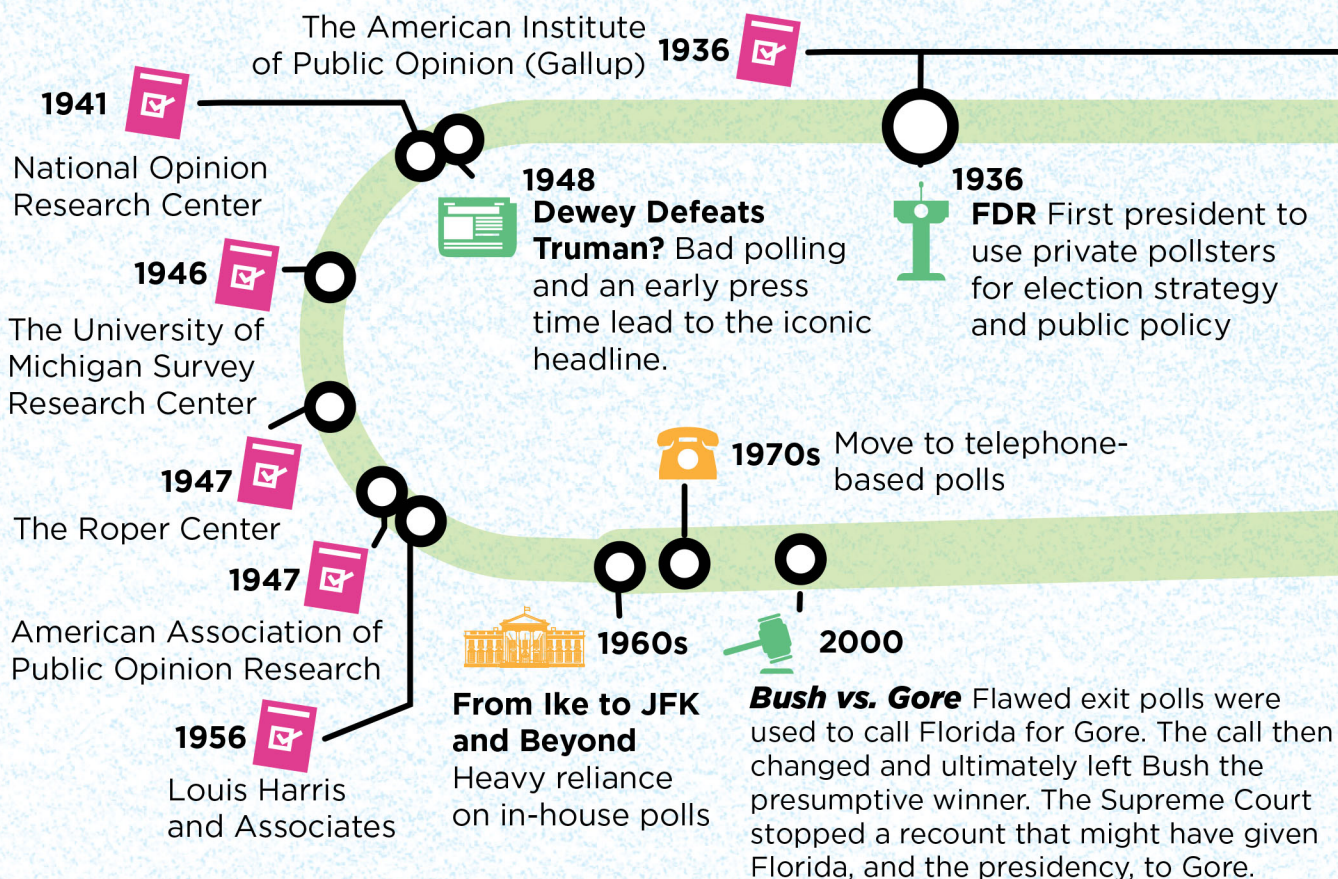 The American Institute
of Public Opinion (Gallup)
1936
1941
National Opinion
Research Center
1948
Dewey Defeats
Truman? Bad polling
and an early press
time lead to the iconic
headline.
1936
FDR First president to
use private pollsters
for election strategy
and public policy
1946
The University of
Michigan Survey
Research Center
1947
The Roper Center
1947
American Association of
Public Opinion Research
1956
Louis Harris
and Associates
1960s
From Ike to JFK
and Beyond
Heavy reliance
on in-house polls
1970s
Move to telephone-
based polls
2000
Bush vs. Gore Flawed exit polls were
used to call Florida for Gore. The call then
changed and ultimately left Bush the
presumptive winner. The Supreme Court
stopped a recount that might have given
Florida, and the presidency, to Gore.